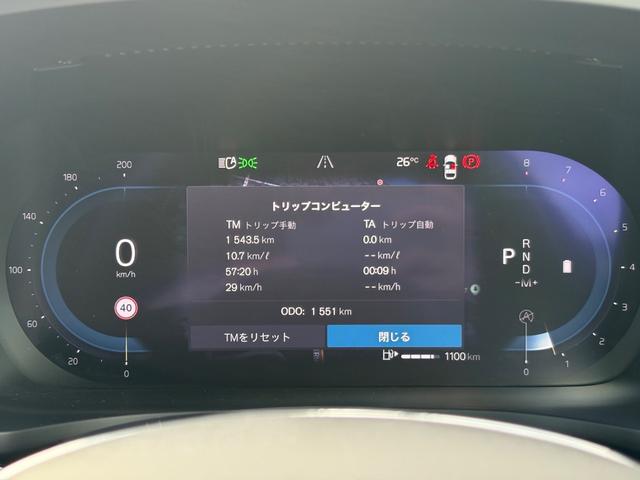 26℃
P
200
180
140
100
60
20
0
0
km/h
40
トリップコンピューター
TM トリップ手動
TA トリップ自動
1 543.5 km
0.0 km
10.7 km/ℓ
-- km/ℓ
57:20 h
00:09 h
29 km/h
-- km/h
ODO: 1 551 km
TMをリセット
閉じる
1100 km
P
R
N
D
-M+
8
7
6
5
4
3
2
1
0
A